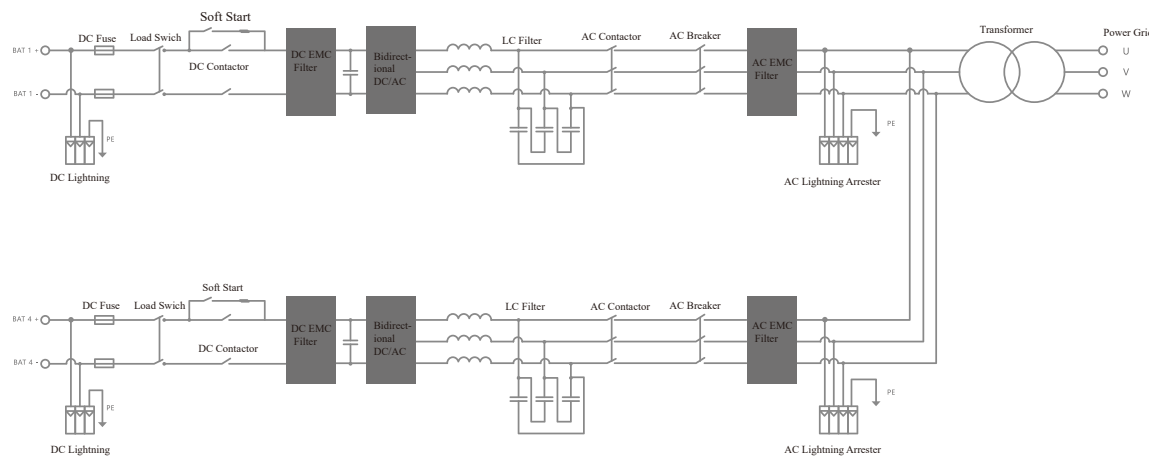 Soft Start
DC Fuse
Load Swich
LC Filter
AC Contactor
AC Breaker
Transformer
Power Grid
BAT 1 +
DC Contactor
DC EMC
Filter
Bidirect-
ional
DC/AC
AC EMC
Filter
U
V
W
BAT 1 -
PE
DC Lightning
PE
AC Lightning Arrester
Soft Start
DC Fuse
Load Swich
LC Filter
AC Contactor
AC Breaker
BAT 4 +
DC Contactor
DC EMC
Filter
Bidirect-
ional
DC/AC
AC EMC
Filter
BAT 4 -
PE
DC Lightning
PE
AC Lightning Arrester